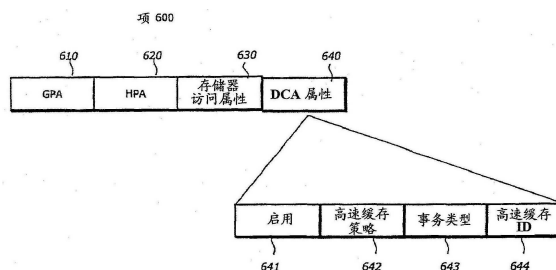 项 600
610 620 630 640
GPA HPA 存储器 DCA 属性
访问属性
启用 高速缓存 事务类型 高速缓存
策略 ID
641 642 643 644